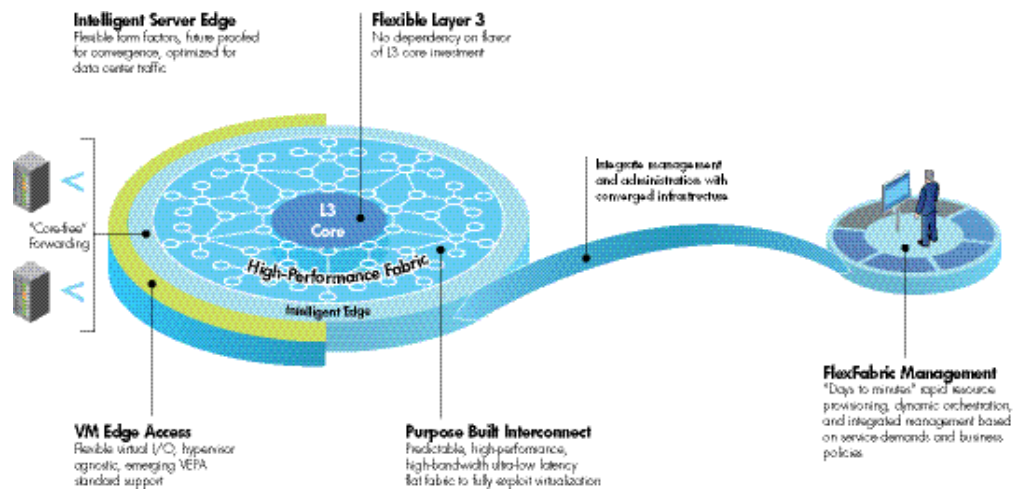 Intelligent Server Edge
Flexible form factors, future proofed
for convergence, optimized for
data center traffic
Flexible Layer 3
No dependency on flavor
of L3 core investment
"Core-free"
Forwarding
L3
Core
High-Performance Fabric
Intelligent Edge
Integrate management
and administration with
converged infrastructure
VM Edge Access
Flexible virtual I/O, hypervisor
agnostic, emerging VEPA
standard support
Purpose Built Interconnect
Predictable, high-performance,
high-bandwidth ultra-low latency
flat fabric to fully exploit virtualization
FlexFabric Management
"Days to minutes" rapid resource
provisioning, dynamic orchestration,
and integrated management based
on service-demands and business
policies